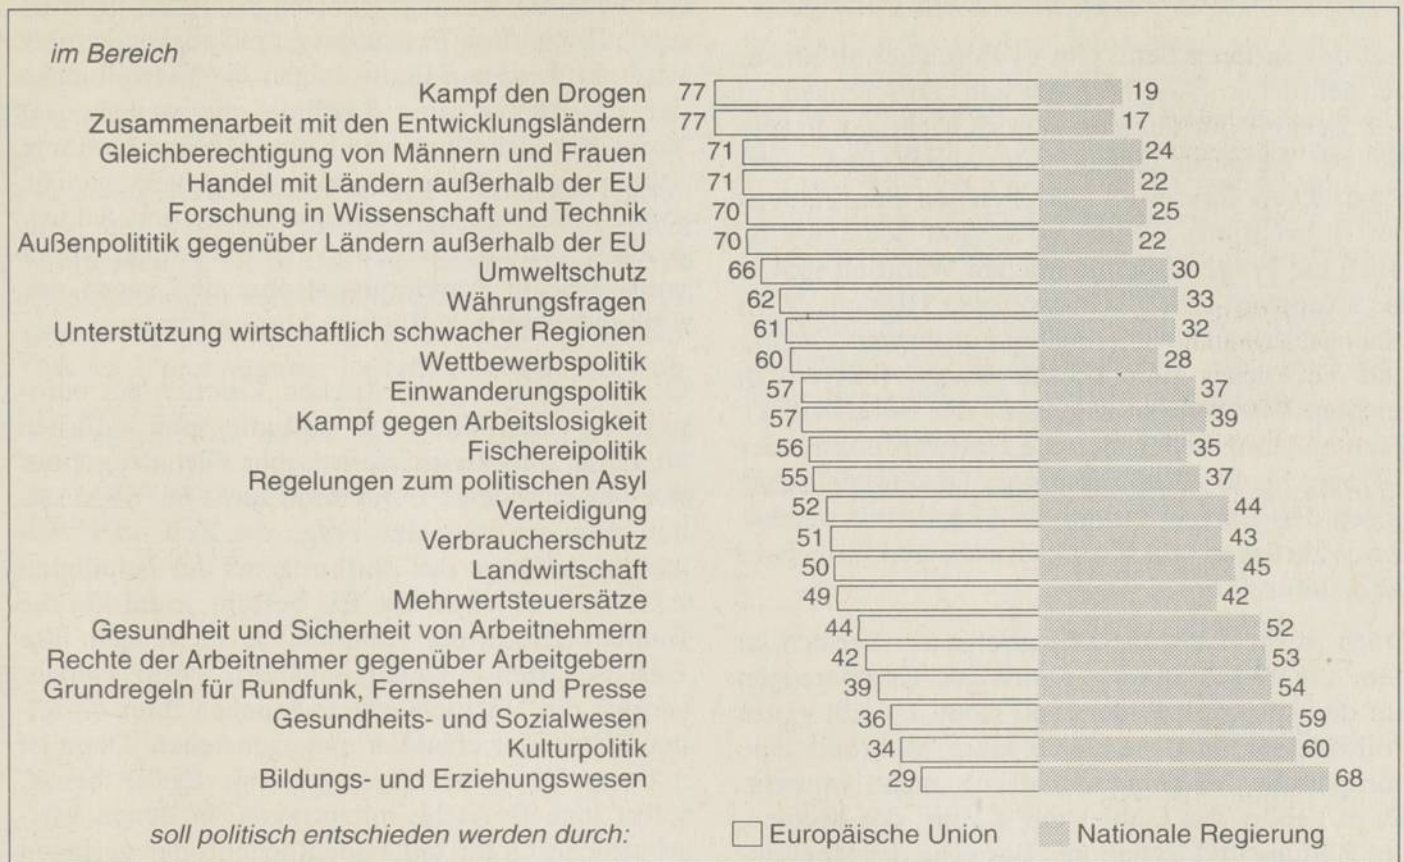 im Bereich
Kampf den Drogen 77 19
Zusammenarbeit mit den Entwicklungsländern 77 17
Gleichberechtigung von Männern und Frauen 71 24
Handel mit Ländern außerhalb der EU 71 22
Forschung in Wissenschaft und Technik 70 25
Außenpolititik gegenüber Ländern außerhalb der EU 70 22
Umweltschutz 66 30
Währungsfragen 62 33
Unterstützung wirtschaftlich schwacher Regionen 61 32
Wettbewerbspolitik 60 28
Einwanderungspolitik 57 37
Kampf gegen Arbeitslosigkeit 57 39
Fischereipolitik 56 35
Regelungen zum politischen Asyl 55 37
Verteidigung 52 44
Verbraucherschutz 51 43
Landwirtschaft 50 45
Mehrwertsteuersätze 49 42
Gesundheit und Sicherheit von Arbeitnehmern 44 52
Rechte der Arbeitnehmer gegenüber Arbeitgebern 42 53
Grundregeln für Rundfunk, Fernsehen und Presse 39 54
Gesundheits- und Sozialwesen 36 59
Kulturpolitik 34 60
Bildungs- und Erziehungswesen 29 68
soll politisch entschieden werden durch: Europäische Union Nationale Regierung